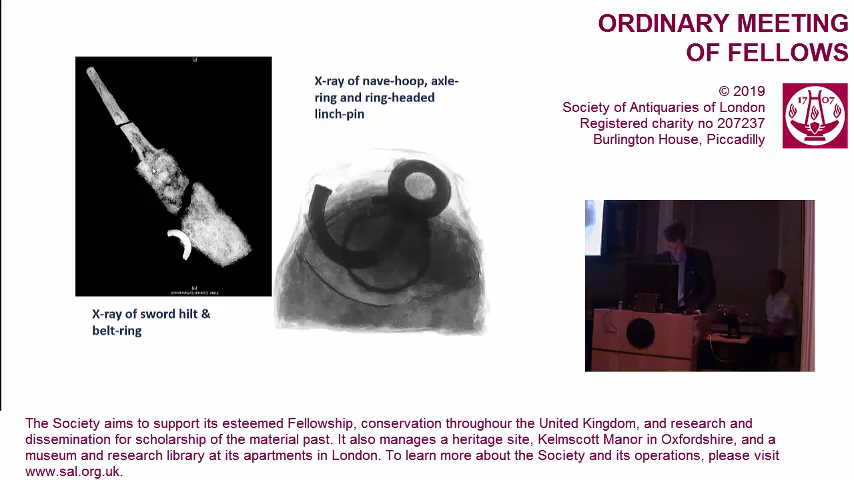 ORDINARY MEETING
OF FELLOWS
© 2019
Society of Antiquaries of London
Registered charity no 207237
Burlington House, Piccadilly
17 07
X-ray of nave-hoop, axle-
ring and ring-headed
linch-pin
X-ray of sword hilt &
belt-ring
The Society aims to support its esteemed Fellowship, conservation throughour the United Kingdom, and research and
dissemination for scholarship of the material past. It also manages a heritage site, Kelmscott Manor in Oxfordshire, and a
museum and research library at its apartments in London. To learn more about the Society and its operations, please visit
www.sal.org.uk.